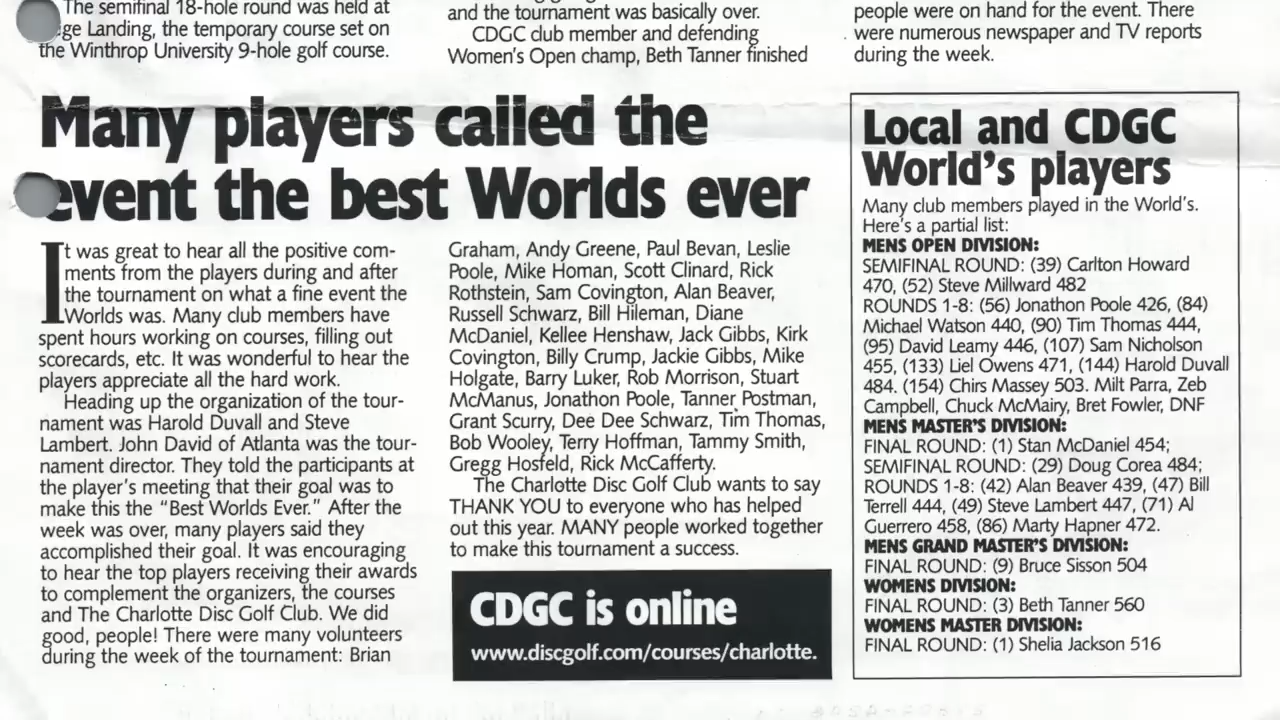 The semifinal 18-hole round was held at
ge Landing, the temporary course set on
the Winthrop University 9-hole golf course.
and the tournament was basically over.
CDGC club member and defending
Women's Open champ, Beth Tanner finished
people were on hand for the event. There
were numerous newspaper and TV reports
during the week.
Many players called the
event the best Worlds ever
It was great to hear all the positive com-
ments from the players during and after
the tournament on what a fine event the
Worlds was. Many club members have
spent hours working on courses, filling out
scorecards, etc. It was wonderful to hear the
players appreciate all the hard work.
Heading up the organization of the tour-
nament was Harold Duvall and Steve
Lambert. John David of Atlanta was the tour-
nament director. They told the participants at
the player's meeting that their goal was to
make this the "Best Worlds Ever." After the
week was over, many players said they
accomplished their goal. It was encouraging
to hear the top players receiving their awards
to complement the organizers, the courses
and The Charlotte Disc Golf Club. We did
good, people! There were many volunteers
during the week of the tournament: Brian
Graham, Andy Greene, Paul Bevan, Leslie
Poole, Mike Homan, Scott Clinard, Rick
Rothstein, Sam Covington, Alan Beaver,
Russell Schwarz, Bill Hileman, Diane
McDaniel, Kellee Henshaw, Jack Gibbs, Kirk
Covington, Billy Crump, Jackie Gibbs, Mike
Holgate, Barry Luker, Rob Morrison, Stuart
McManus, Jonathon Poole, Tanner Postman,
Grant Scurry, Dee Dee Schwarz, Tim Thomas,
Bob Wooley, Terry Hoffman, Tammy Smith,
Gregg Hosfeld, Rick McCafferty.
The Charlotte Disc Golf Club wants to say
THANK YOU to everyone who has helped
out this year. MANY people worked together
to make this tournament a success.
CDGC is online
www.discgolf.com/courses/charlotte.
Local and CDGC
World's players
Many club members played in the World's.
Here's a partial list:
MENS OPEN DIVISION:
SEMIFINAL ROUND: (39) Carlton Howard
470, (52) Steve Millward 482
ROUNDS 1-8: (56) Jonathon Poole 426, (84)
Michael Watson 440, (90) Tim Thomas 444,
(95) David Leamy 446, (107) Sam Nicholson
455, (133) Liel Owens 471, (144) Harold Duvall
484. (154) Chirs Massey 503. Milt Parra, Zeb
Campbell, Chuck McMairy, Bret Fowler, DNF
MENS MASTER'S DIVISION:
FINAL ROUND: (1) Stan McDaniel 454;
SEMIFINAL ROUND: (29) Doug Corea 484;
ROUNDS 1-8: (42) Alan Beaver 439, (47) Bill
Terrell 444, (49) Steve Lambert 447, (71) Al
Guerrero 458, (86) Marty Hapner 472.
MENS GRAND MASTER'S DIVISION:
FINAL ROUND: (9) Bruce Sisson 504
WOMENS DIVISION:
FINAL ROUND: (3) Beth Tanner 560
WOMENS MASTER DIVISION:
FINAL ROUND: (1) Shelia Jackson 516